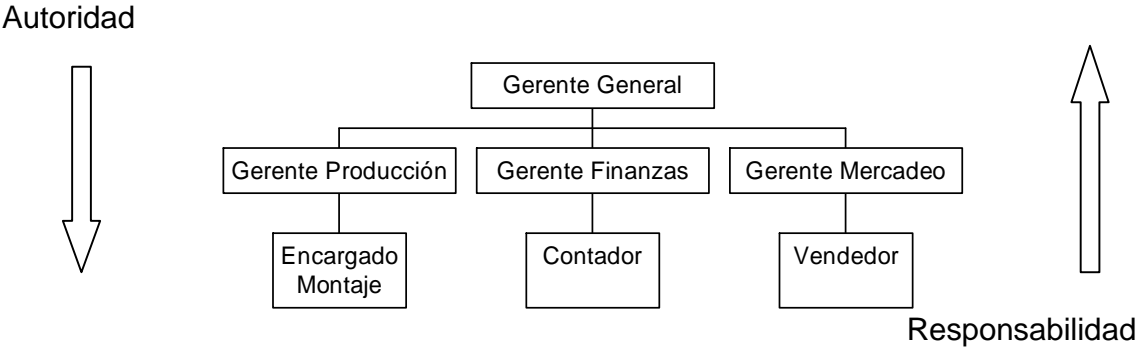 Autoridad
Gerente General
Gerente Producción
Gerente Finanzas
Gerente Mercadeo
Encargado
Montaje
Contador
Vendedor
Responsabilidad